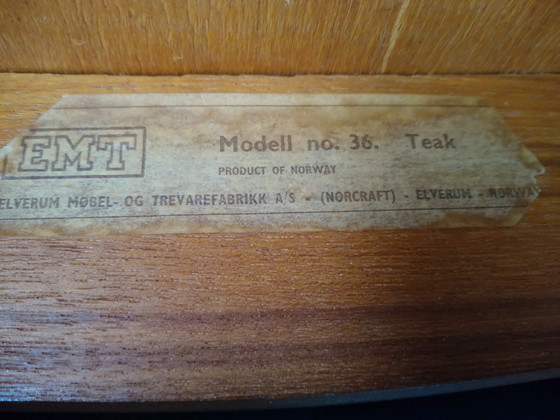 EMT Modell no. 36. Teak
PRODUCT OF NORWAY
ELVERUM MØBEL- OG TREVAREFABRIKK A/S - (NORCRAFT) - ELVERUM - NORWAY